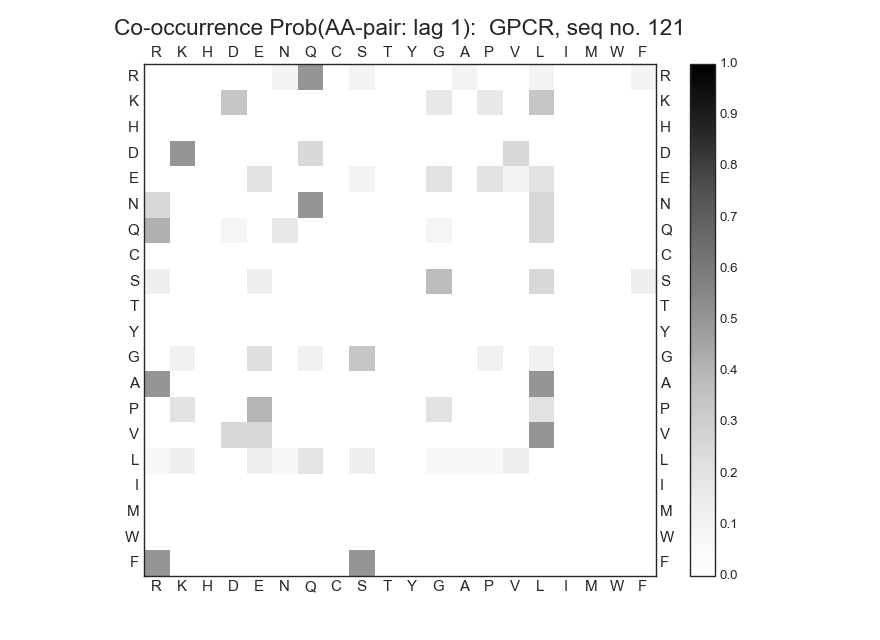 Co-occurrence Prob(AA-pair: lag 1):  GPCR, seq no. 121
R K H D E N Q C S T Y G A P V L I M W F
R R 1.0
K K 0.9
H H
D D 0.8
E E
N N 0.7
Q Q
C C 0.6
S S
T T 0.5
Y Y
G G 0.4
A A
P P 0.3
V V
L L 0.2
I I
M M 0.1
W W
F F 0.0
R K H D E N Q C S T Y G A P V L I M W F